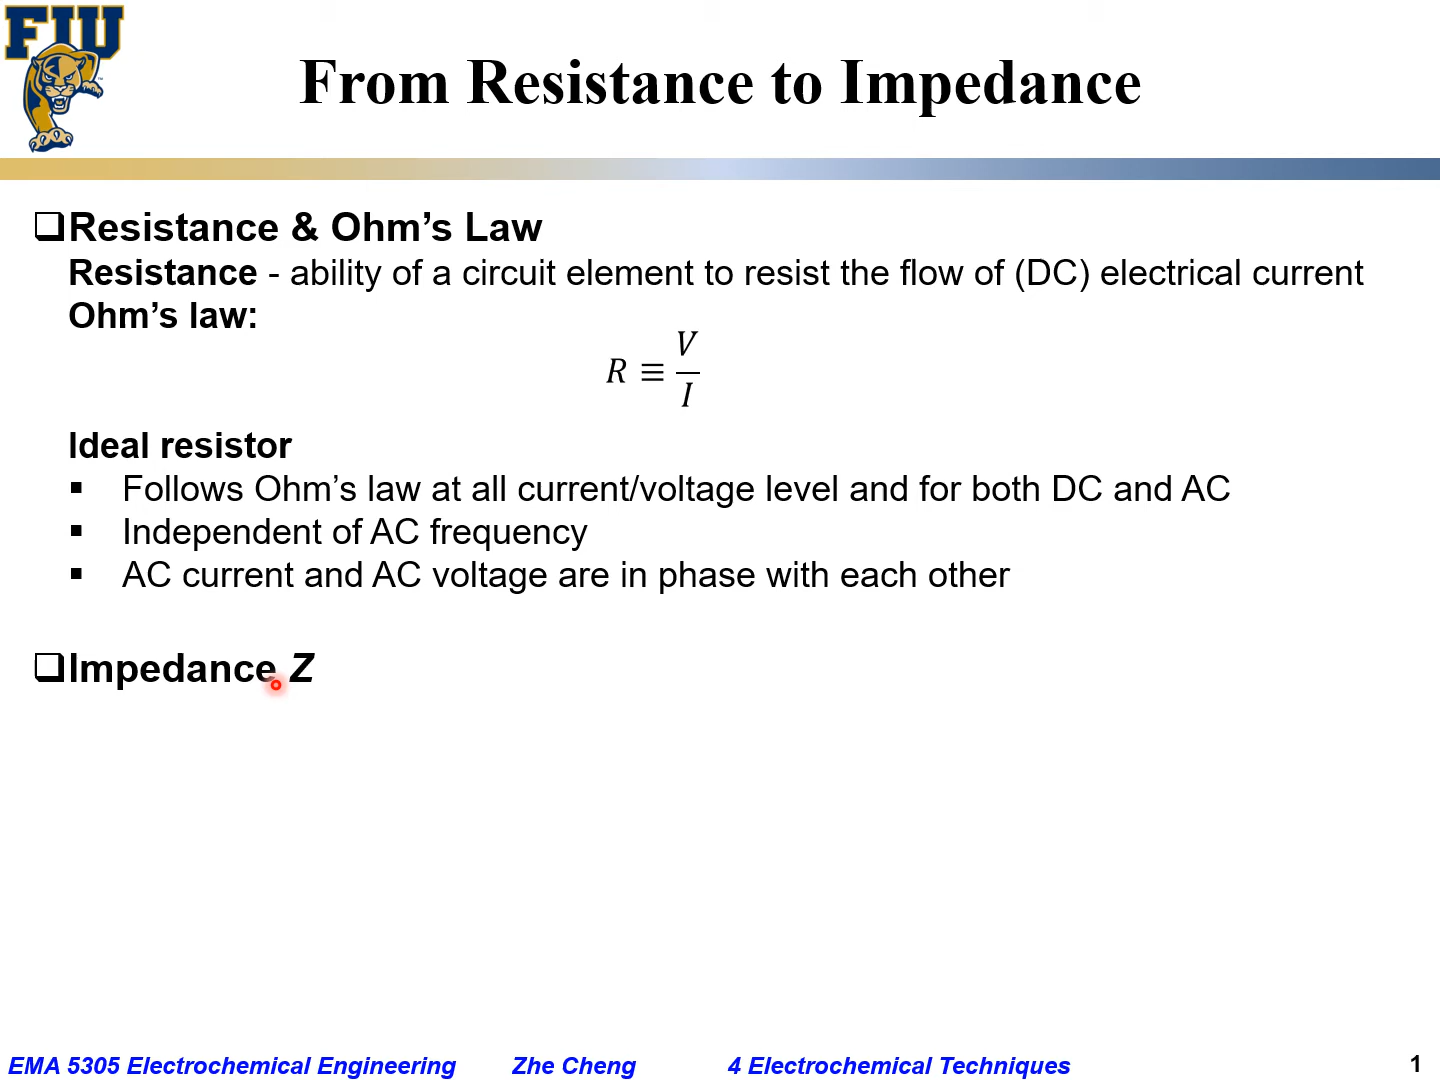 FIU
From Resistance to Impedance
❑Resistance & Ohm’s Law
Resistance - ability of a circuit element to resist the flow of (DC) electrical current
Ohm’s law:
R ≡ V/I
Ideal resistor
▪ Follows Ohm’s law at all current/voltage level and for both DC and AC
▪ Independent of AC frequency
▪ AC current and AC voltage are in phase with each other
❑Impedance Z
EMA 5305 Electrochemical Engineering Zhe Cheng 4 Electrochemical Techniques 1